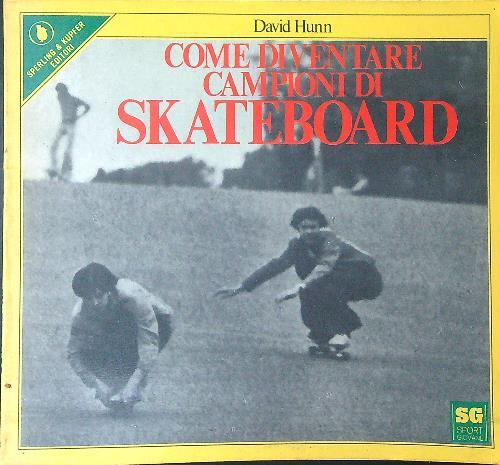 SPERLING & KUPFER
EDITORI
David Hunn
COME DIVENTARE
CAMPIONI DI
SKATEBOARD
SG
SPORT
GIOVANI